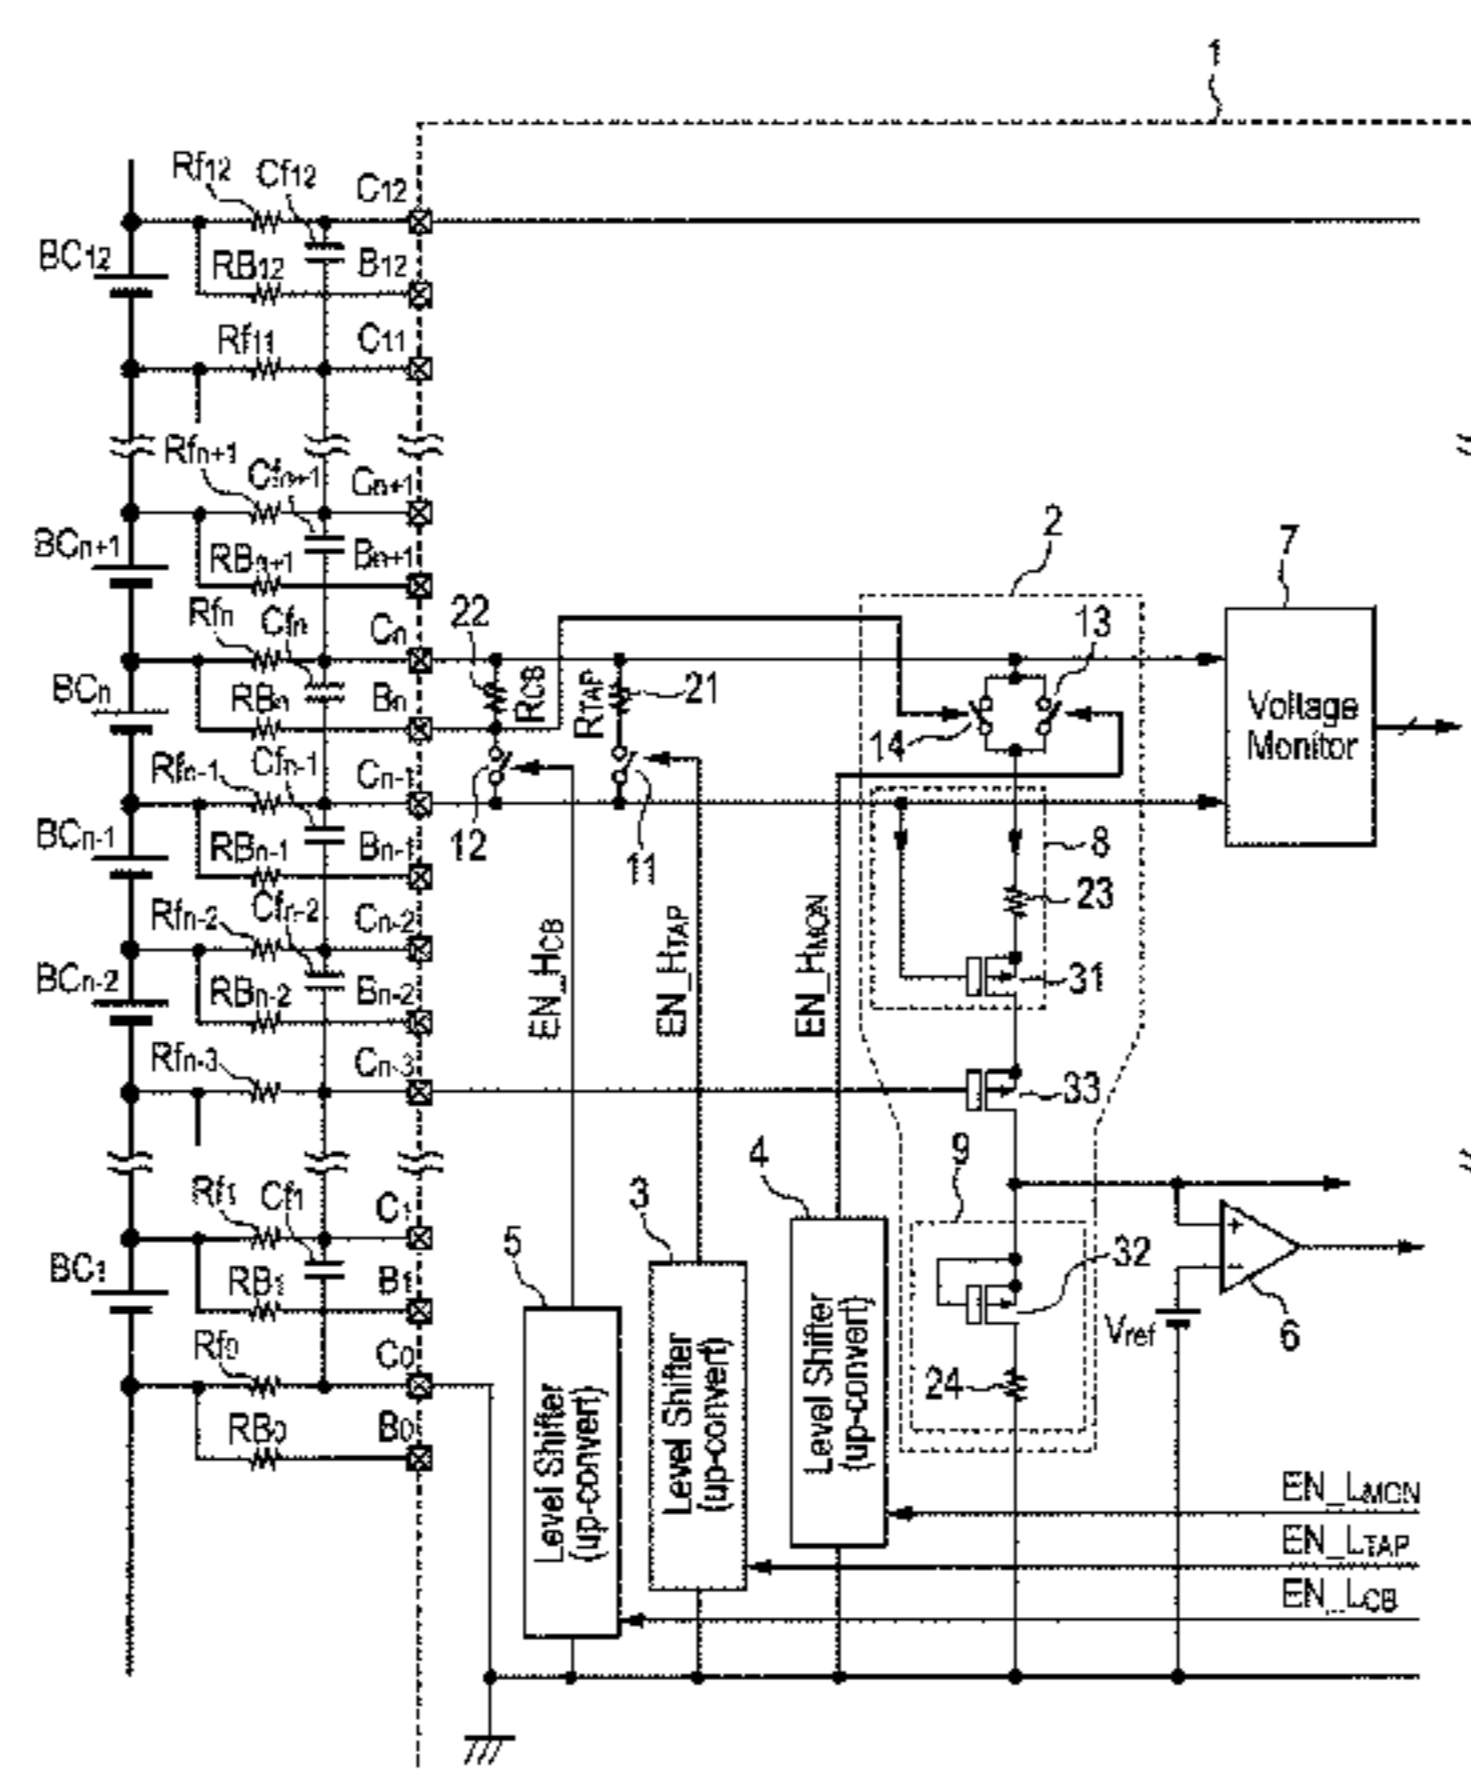 1
Rf12 Cf12 C12
BC12 RB12 B12
Rf11 C11
Rfn+1 Cfn+1 Cn+1
BCn+1 RBn+1 Bn+1
2
7
Rfn Cfn Cn 22 13
BCn RBn Bn RCB RTAP 21 14
Voltage
Monitor
Rfn-1 Cfn-1 Cn-1
BCn-1 RBn-1 Bn-1 12 11 8
Rfn-2 Cfn-2 Cn-2 23
BCn-2 RBn-2 Bn-2 31
EN_HCB
EN_HTAP
EN_HMON
Rfn-3 Cn-3 33
4 9
Rf1 Cf1 C1 3
BC1 RB1 B1 5 32
Vref 6
Rf0 C0 24
RB0 B0
Level Shifter
(up-convert)
Level Shifter
(up-convert)
Level Shifter
(up-convert)
EN_LMON
EN_LTAP
EN_LCB